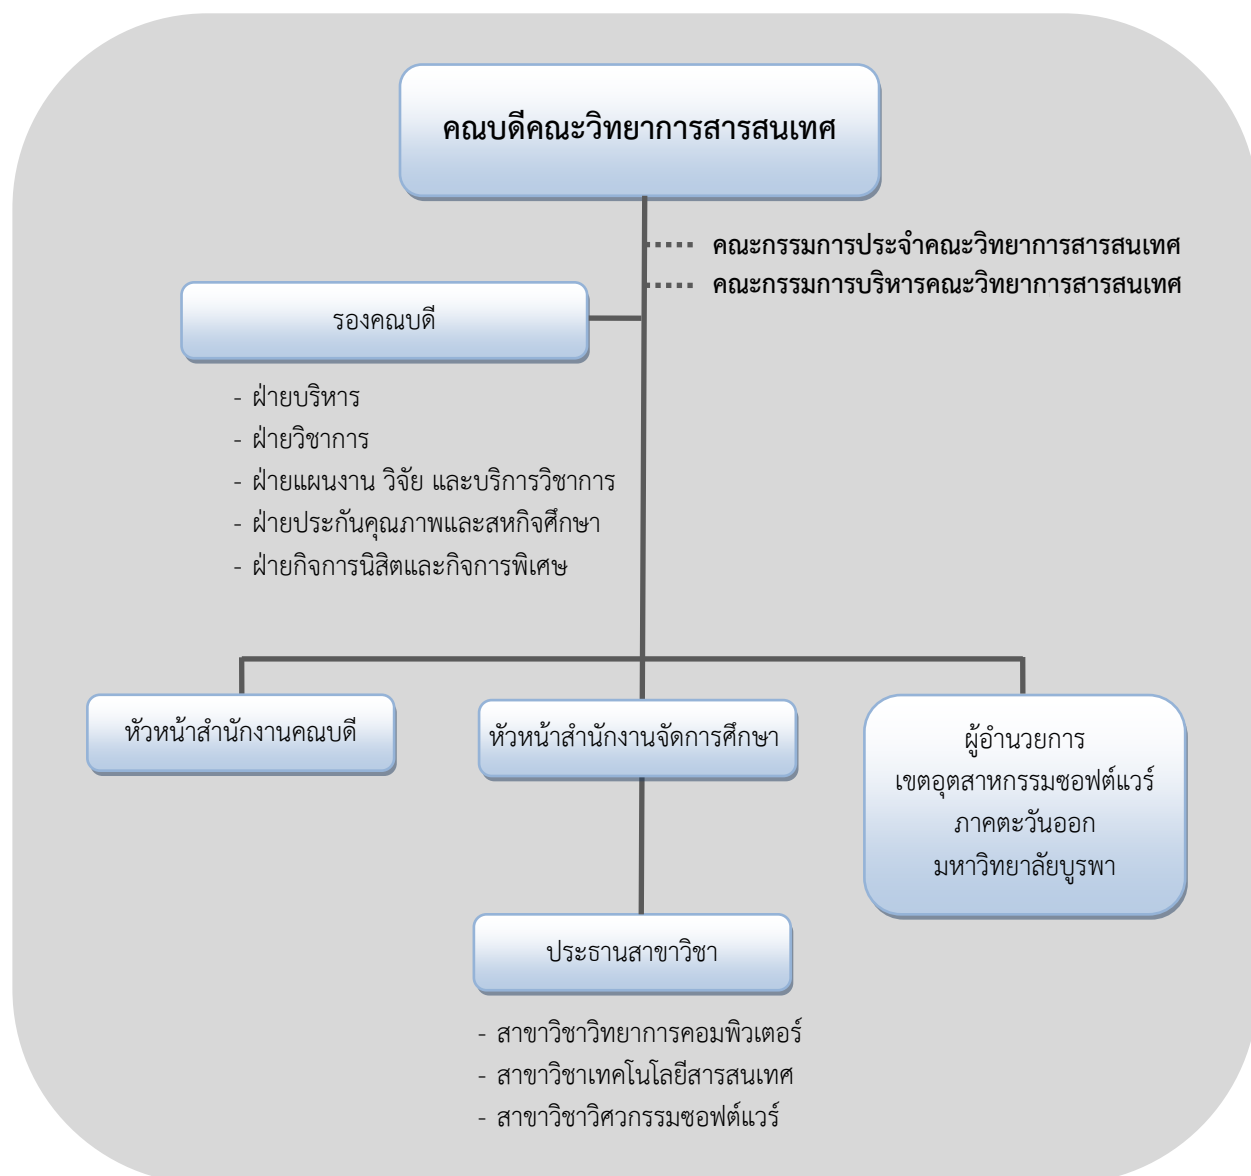 คณบดีคณะวิทยาการสารสนเทศ
คณะกรรมการประจำคณะวิทยาการสารสนเทศ
คณะกรรมการบริหารคณะวิทยาการสารสนเทศ
รองคณบดี
- ฝ่ายบริหาร
- ฝ่ายวิชาการ
- ฝ่ายแผนงาน วิจัย และบริการวิชาการ
- ฝ่ายประกันคุณภาพและสหกิจศึกษา
- ฝ่ายกิจการนิสิตและกิจการพิเศษ
หัวหน้าสำนักงานคณบดี
หัวหน้าสำนักงานจัดการศึกษา
ผู้อำนวยการ
เขตอุตสาหกรรมซอฟต์แวร์
ภาคตะวันออก
มหาวิทยาลัยบูรพา
ประธานสาขาวิชา
- สาขาวิชาวิทยาการคอมพิวเตอร์
- สาขาวิชาเทคโนโลยีสารสนเทศ
- สาขาวิชาวิศวกรรมซอฟต์แวร์